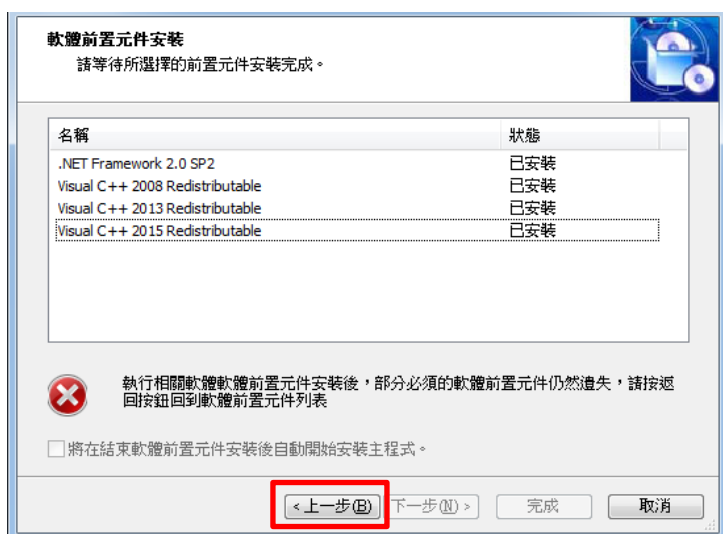 軟體前置元件安裝
請等待所選擇的前置元件安裝完成。
名稱 狀態
.NET Framework 2.0 SP2 已安裝
Visual C++ 2008 Redistributable 已安裝
Visual C++ 2013 Redistributable 已安裝
Visual C++ 2015 Redistributable 已安裝
執行相關軟體軟體前置元件安裝後，部分必須的軟體前置元件仍然遺失，請按返
回按鈕回到軟體前置元件列表
將在結束軟體前置元件安裝後自動開始安裝主程式。
<上一步(B) 下一步(N)> 完成 取消